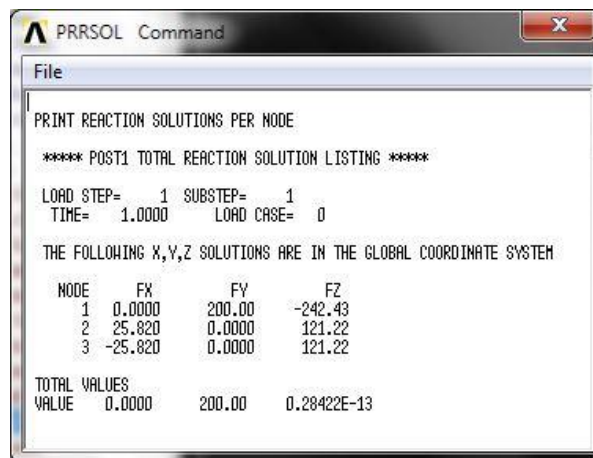 PRRSOL Command
File
PRINT REACTION SOLUTIONS PER NODE
***** POST1 TOTAL REACTION SOLUTION LISTING *****
LOAD STEP= 1 SUBSTEP= 1
TIME= 1.0000 LOAD CASE= 0
THE FOLLOWING X,Y,Z SOLUTIONS ARE IN THE GLOBAL COORDINATE SYSTEM
NODE FX FY FZ
1 0.0000 200.00 -242.43
2 25.820 0.0000 121.22
3 -25.820 0.0000 121.22
TOTAL VALUES
VALUE 0.0000 200.00 0.28422E-13